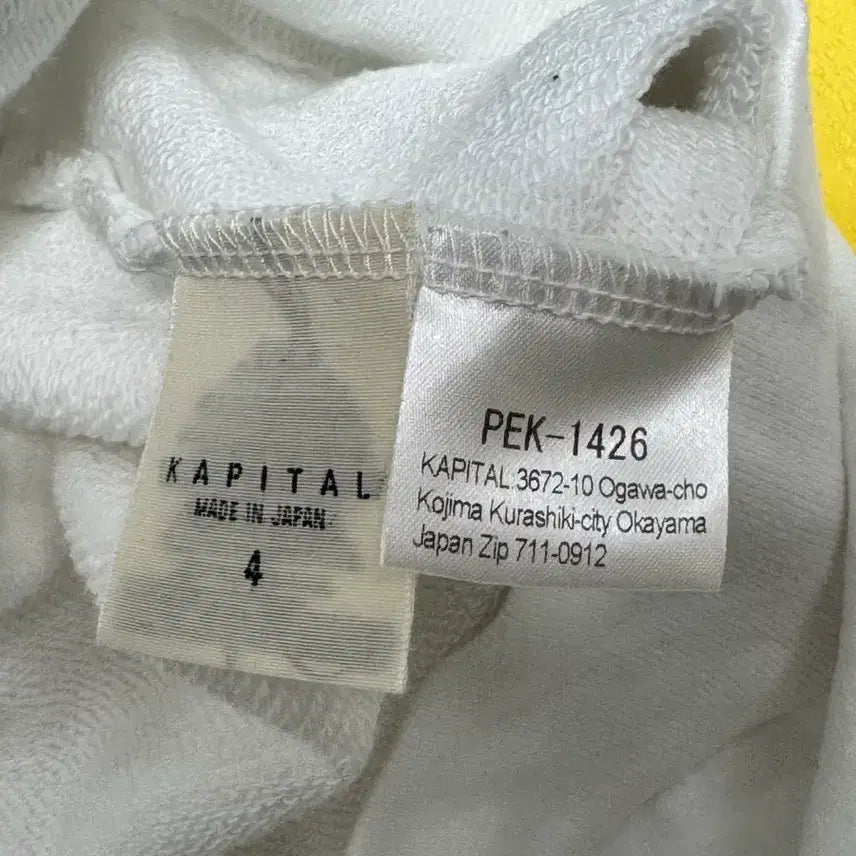 KAPITAL
MADE IN JAPAN
4
PEK-1426
KAPITAL.3672-10 Ogawa-cho
Kojima Kurashiki-city Okayama
Japan Zip 711-0912